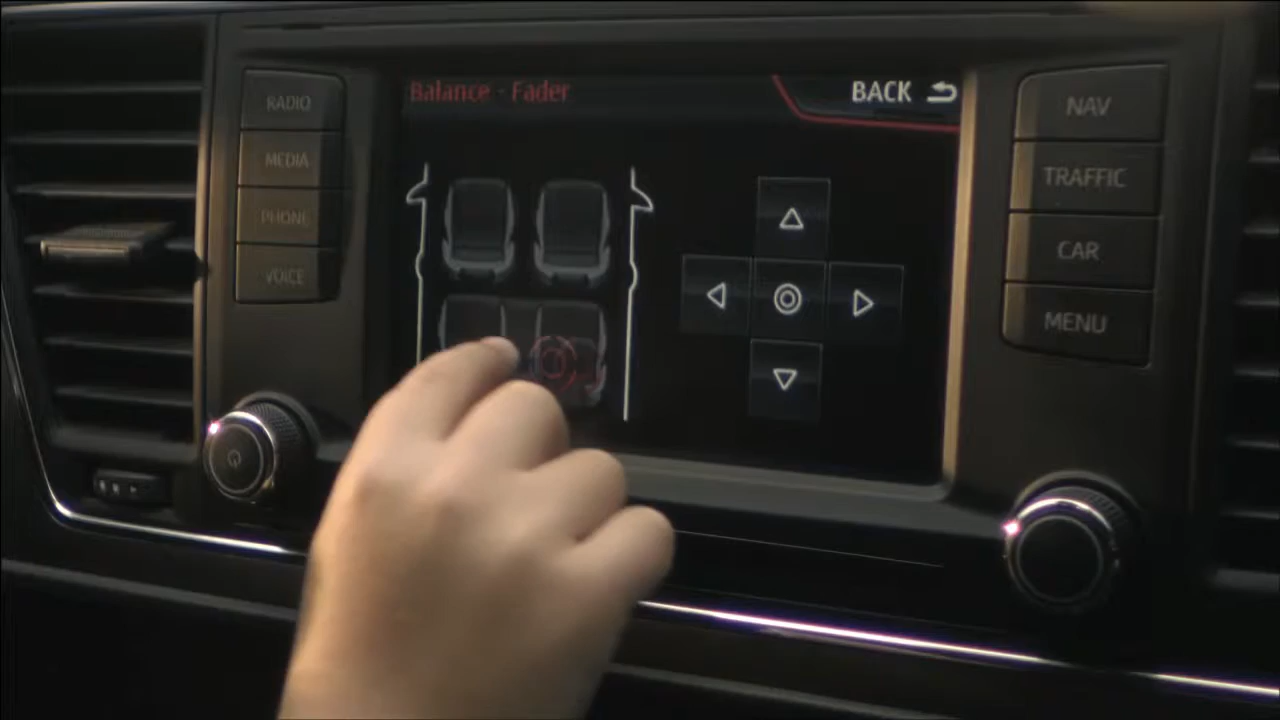 RADIO
MEDIA
PHONE
VOICE
Balance - Fader
BACK
NAV
TRAFFIC
CAR
MENU